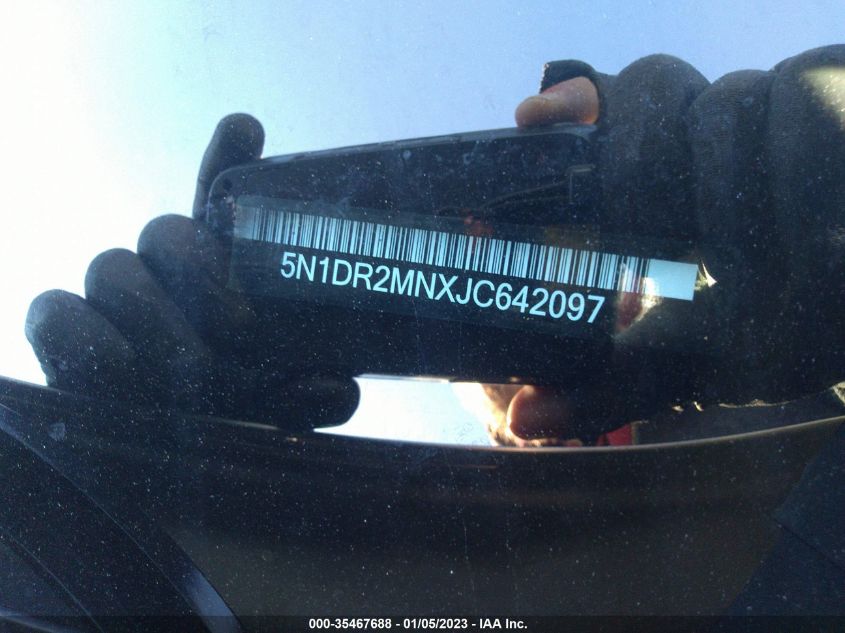 5N1DR2MNXJC642097
000-35467688 - 01/05/2023 - IAA Inc.